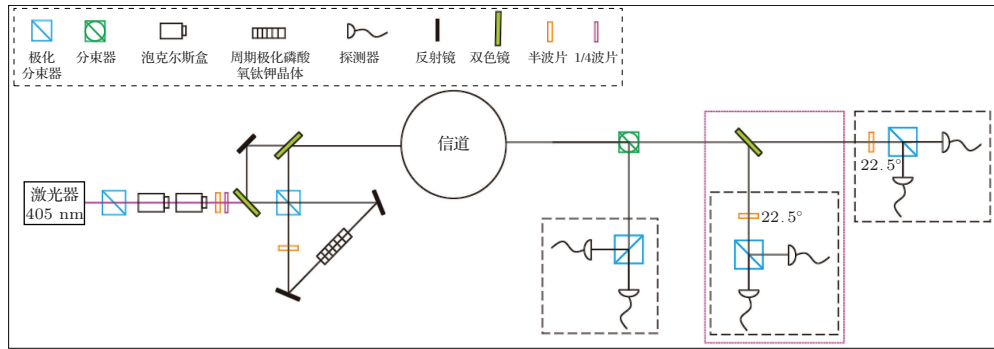 极化
分束器
分束器
泡克尔斯盒
周期极化磷酸
氧钛钾晶体
探测器
反射镜
双色镜
半波片
1/4波片
信道
激光器
405 nm
22.5°
22.5°